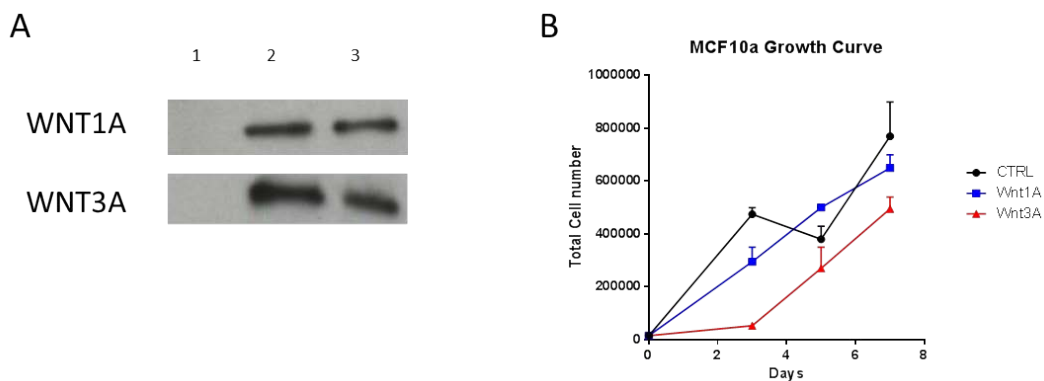 A
1 2 3
WNT1A
WNT3A
B
MCF10a Growth Curve
1000000
800000
600000
400000
200000
0
Total Cell number
0 2 4 6 8
Days
CTRL
Wnt1A
Wnt3A